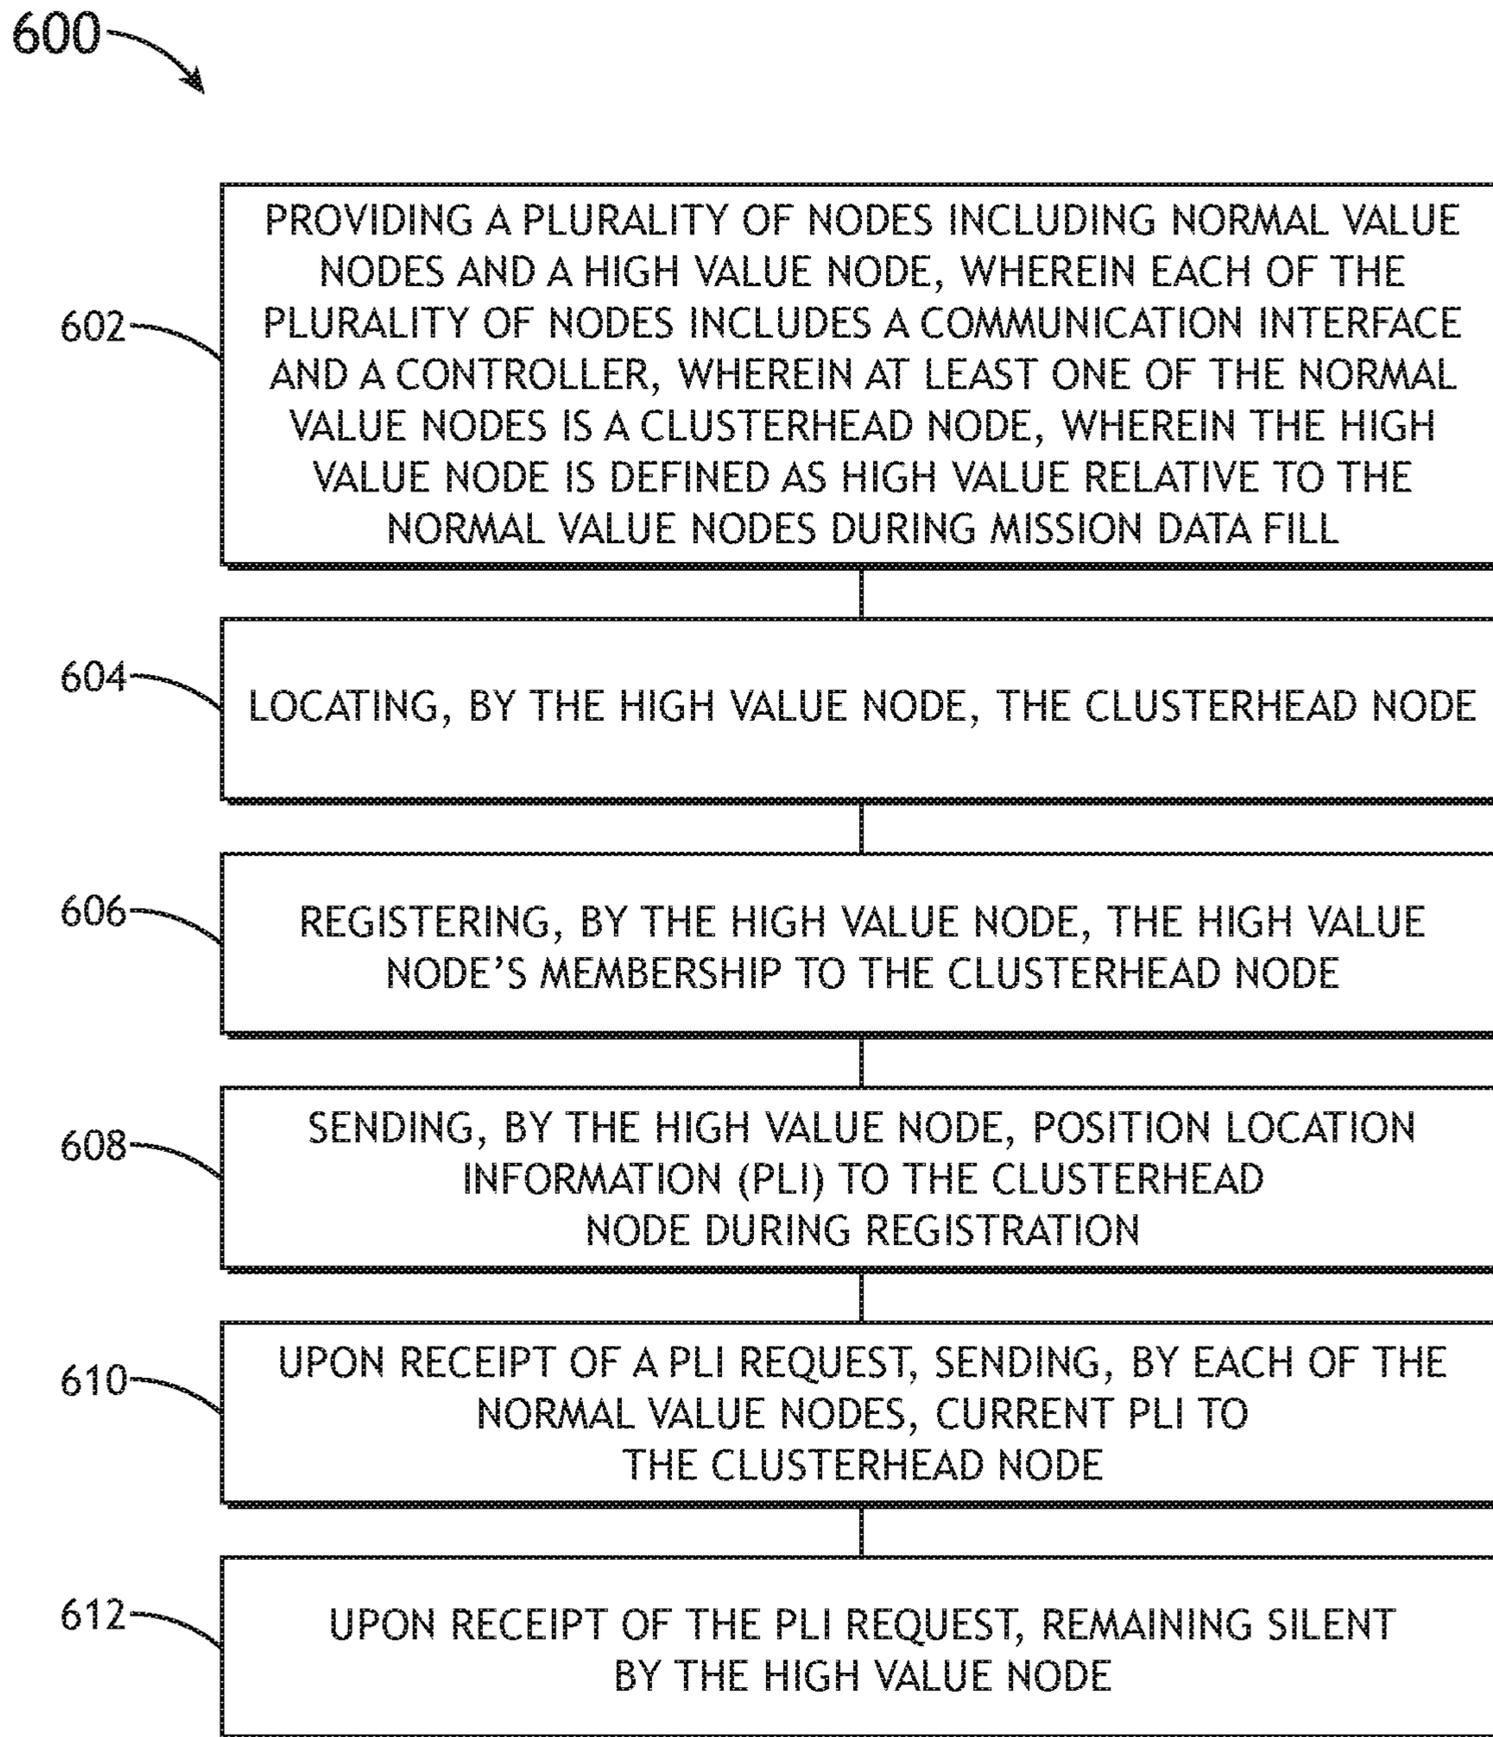 600
602
PROVIDING A PLURALITY OF NODES INCLUDING NORMAL VALUE
NODES AND A HIGH VALUE NODE, WHEREIN EACH OF THE
PLURALITY OF NODES INCLUDES A COMMUNICATION INTERFACE
AND A CONTROLLER, WHEREIN AT LEAST ONE OF THE NORMAL
VALUE NODES IS A CLUSTERHEAD NODE, WHEREIN THE HIGH
VALUE NODE IS DEFINED AS HIGH VALUE RELATIVE TO THE
NORMAL VALUE NODES DURING MISSION DATA FILL
604
LOCATING, BY THE HIGH VALUE NODE, THE CLUSTERHEAD NODE
606
REGISTERING, BY THE HIGH VALUE NODE, THE HIGH VALUE
NODE'S MEMBERSHIP TO THE CLUSTERHEAD NODE
608
SENDING, BY THE HIGH VALUE NODE, POSITION LOCATION
INFORMATION (PLI) TO THE CLUSTERHEAD
NODE DURING REGISTRATION
610
UPON RECEIPT OF A PLI REQUEST, SENDING, BY EACH OF THE
NORMAL VALUE NODES, CURRENT PLI TO
THE CLUSTERHEAD NODE
612
UPON RECEIPT OF THE PLI REQUEST, REMAINING SILENT
BY THE HIGH VALUE NODE